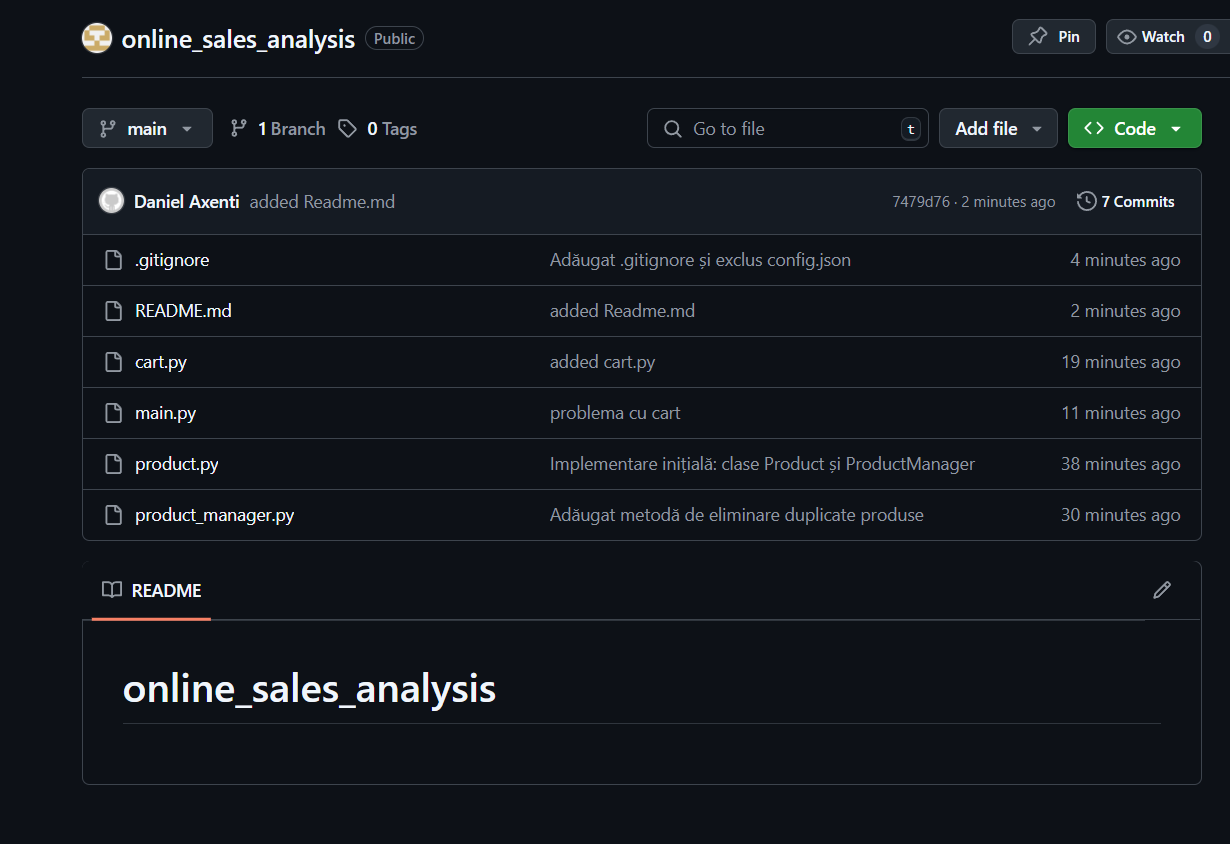 online_sales_analysis Public Pin Watch 0
main 1 Branch 0 Tags Go to file t Add file Code
Daniel Axenti added Readme.md 7479d76 · 2 minutes ago 7 Commits
.gitignore Adăugat .gitignore și exclus config.json 4 minutes ago
README.md added Readme.md 2 minutes ago
cart.py added cart.py 19 minutes ago
main.py problema cu cart 11 minutes ago
product.py Implementare inițială: clase Product și ProductManager 38 minutes ago
product_manager.py Adăugat metodă de eliminare duplicate produse 30 minutes ago
README
online_sales_analysis